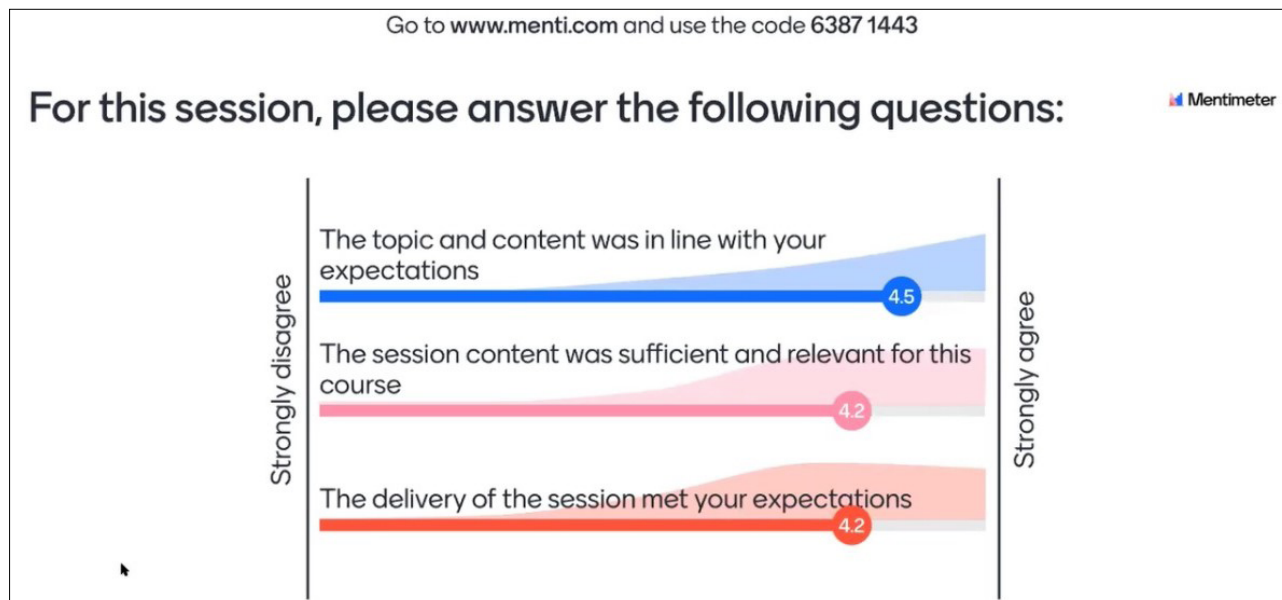 Go to www.menti.com and use the code 6387 1443
For this session, please answer the following questions:
Mentimeter
Strongly disagree
The topic and content was in line with your
expectations
4.5
The session content was sufficient and relevant for this
course
4.2
The delivery of the session met your expectations
4.2
Strongly agree